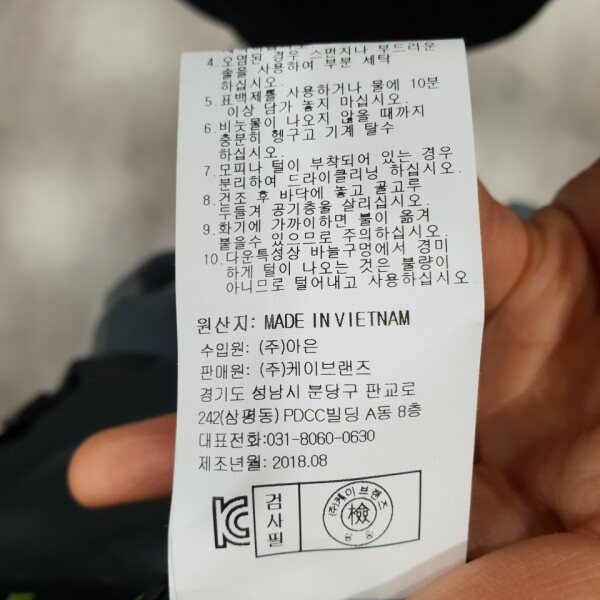 4. 오염된 경우 스펀지나 부드러운
솔을 사용하여 부분 세탁
하십시오.
5. 표백제를 사용하거나 물에 10분
이상 담가 놓지 마십시오.
6. 비눗물이 나오지 않을 때까지
충분히 헹구고 기계 탈수
하십시오.
7. 모피나 털이 부착되어 있는 경우
분리하여 드라이클리닝 하십시오.
8. 건조 후 바닥에 놓고 골고루
두들겨 공기층을 살리십시오.
9. 화기에 가까이하면 불이 옮겨
붙을수 있으므로 주의하십시오.
10. 다운특성상 바늘구멍에서 경미
하게 털이 나오는 것은 불량이
아니므로 털어내고 사용하십시오.
원산지: MADE IN VIETNAM
수입원: (주)아은
판매원: (주)케이브랜즈
경기도 성남시 분당구 판교로
242(삼평동) PDCC빌딩 A동 8층
대표전화:031-8060-0630
제조년월: 2018.08
검사필
(주)케이브랜즈
檢